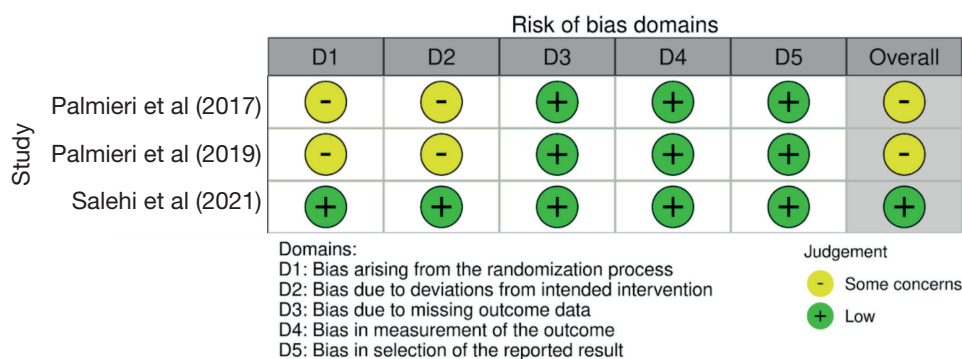 Risk of bias domains
D1 D2 D3 D4 D5 Overall
Study
Palmieri et al (2017) - - + + + -
Palmieri et al (2019) - - + + + -
Salehi et al (2021) + + + + + +
Domains:
D1: Bias arising from the randomization process
D2: Bias due to deviations from intended intervention
D3: Bias due to missing outcome data
D4: Bias in measurement of the outcome
D5: Bias in selection of the reported result
Judgement
- Some concerns
+ Low